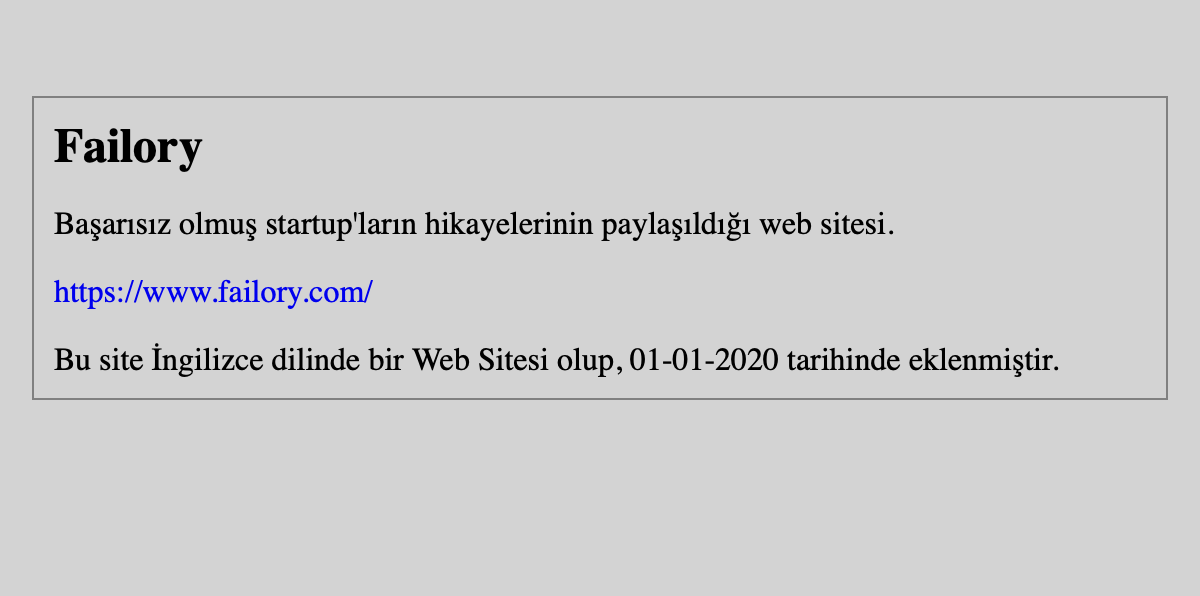 Failory
Başarısız olmuş startup'ların hikayelerinin paylaşıldığı web sitesi.
https://www.failory.com/
Bu site İngilizce dilinde bir Web Sitesi olup, 01-01-2020 tarihinde eklenmiştir.